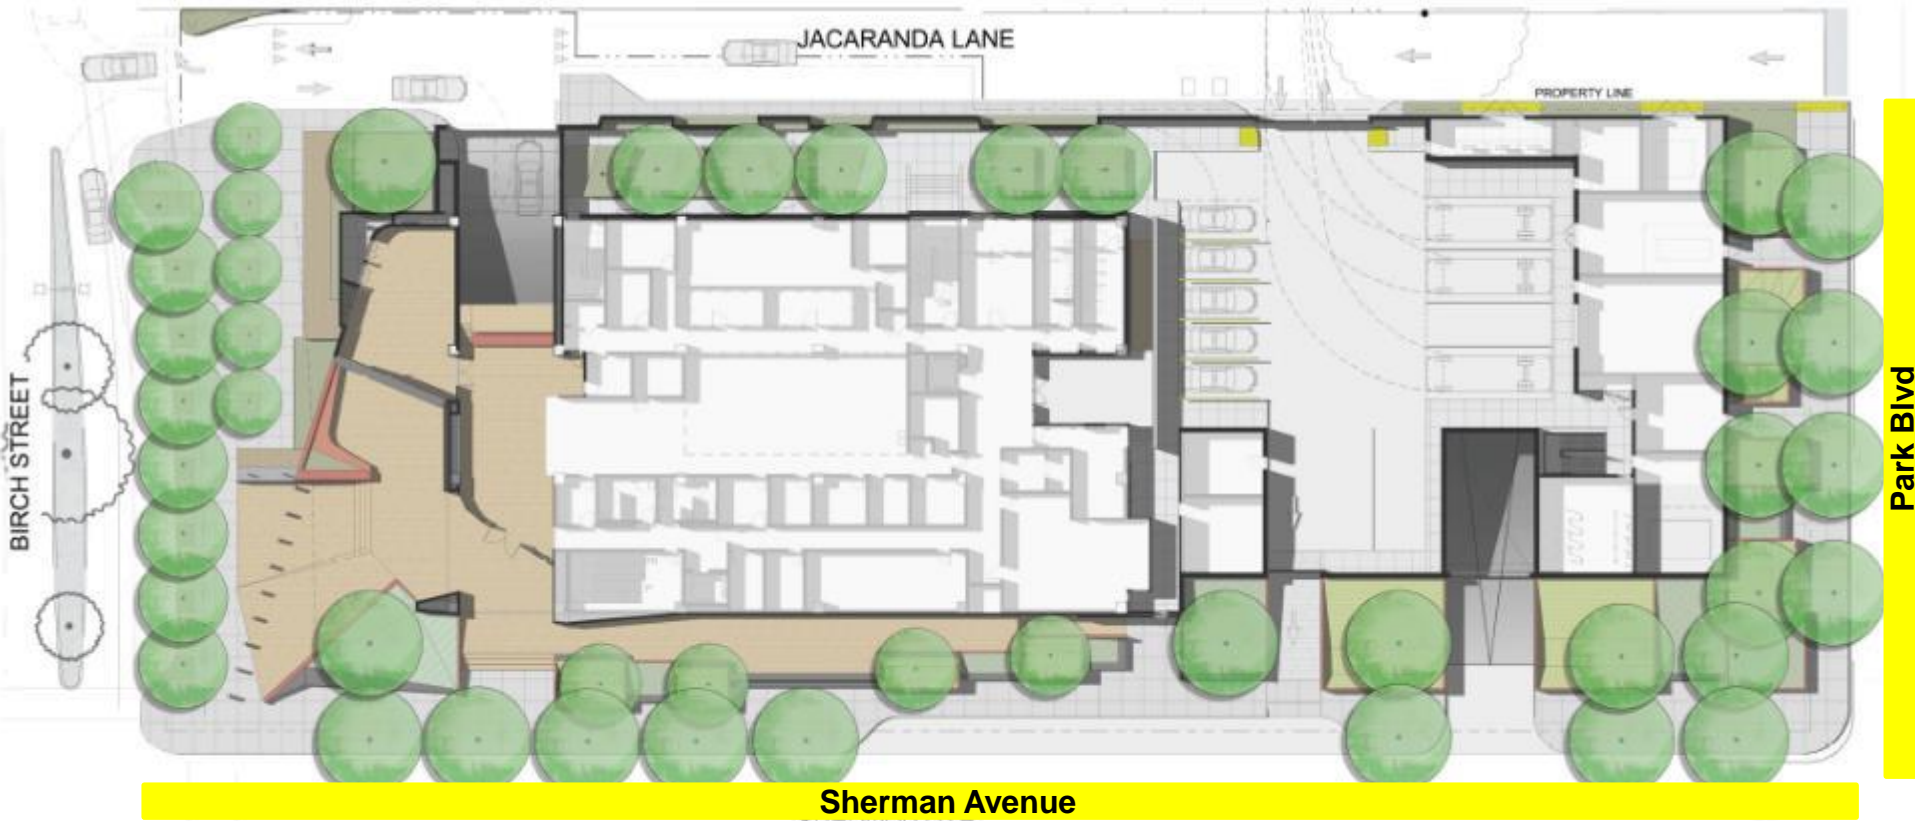 JACARANDA LANE
PROPERTY LINE
BIRCH STREET
Park Blvd
Sherman Avenue